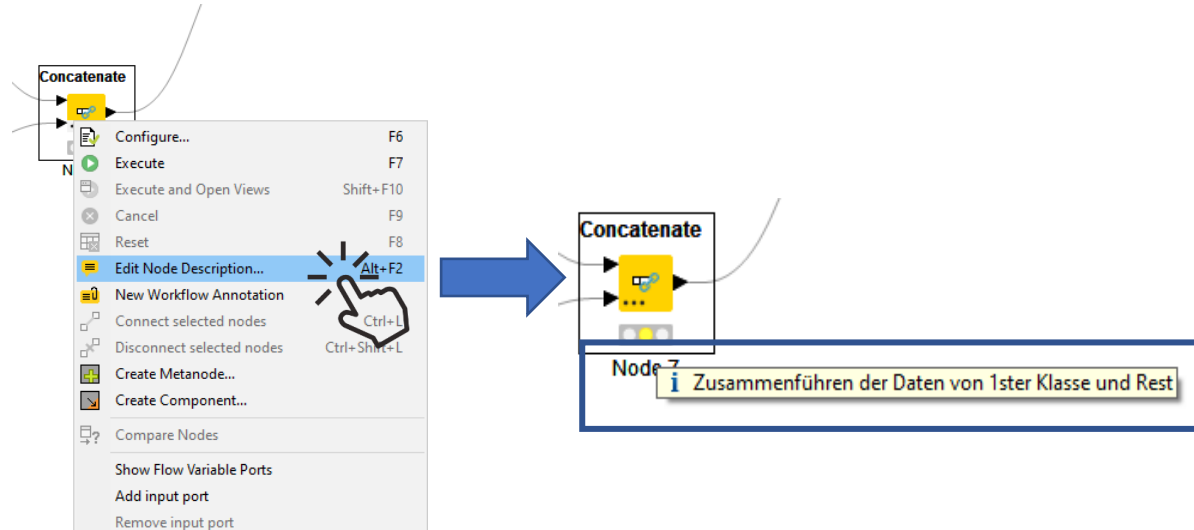 Concatenate
N
Configure... F6
Execute F7
Execute and Open Views Shift+F10
Cancel F9
Reset F8
Edit Node Description... Alt+F2
New Workflow Annotation
Connect selected nodes Ctrl+L
Disconnect selected nodes Ctrl+Shift+L
Create Metanode...
Create Component...
Compare Nodes
Show Flow Variable Ports
Add input port
Remove input port
Concatenate
Node 7
i Zusammenführen der Daten von 1ster Klasse und Rest